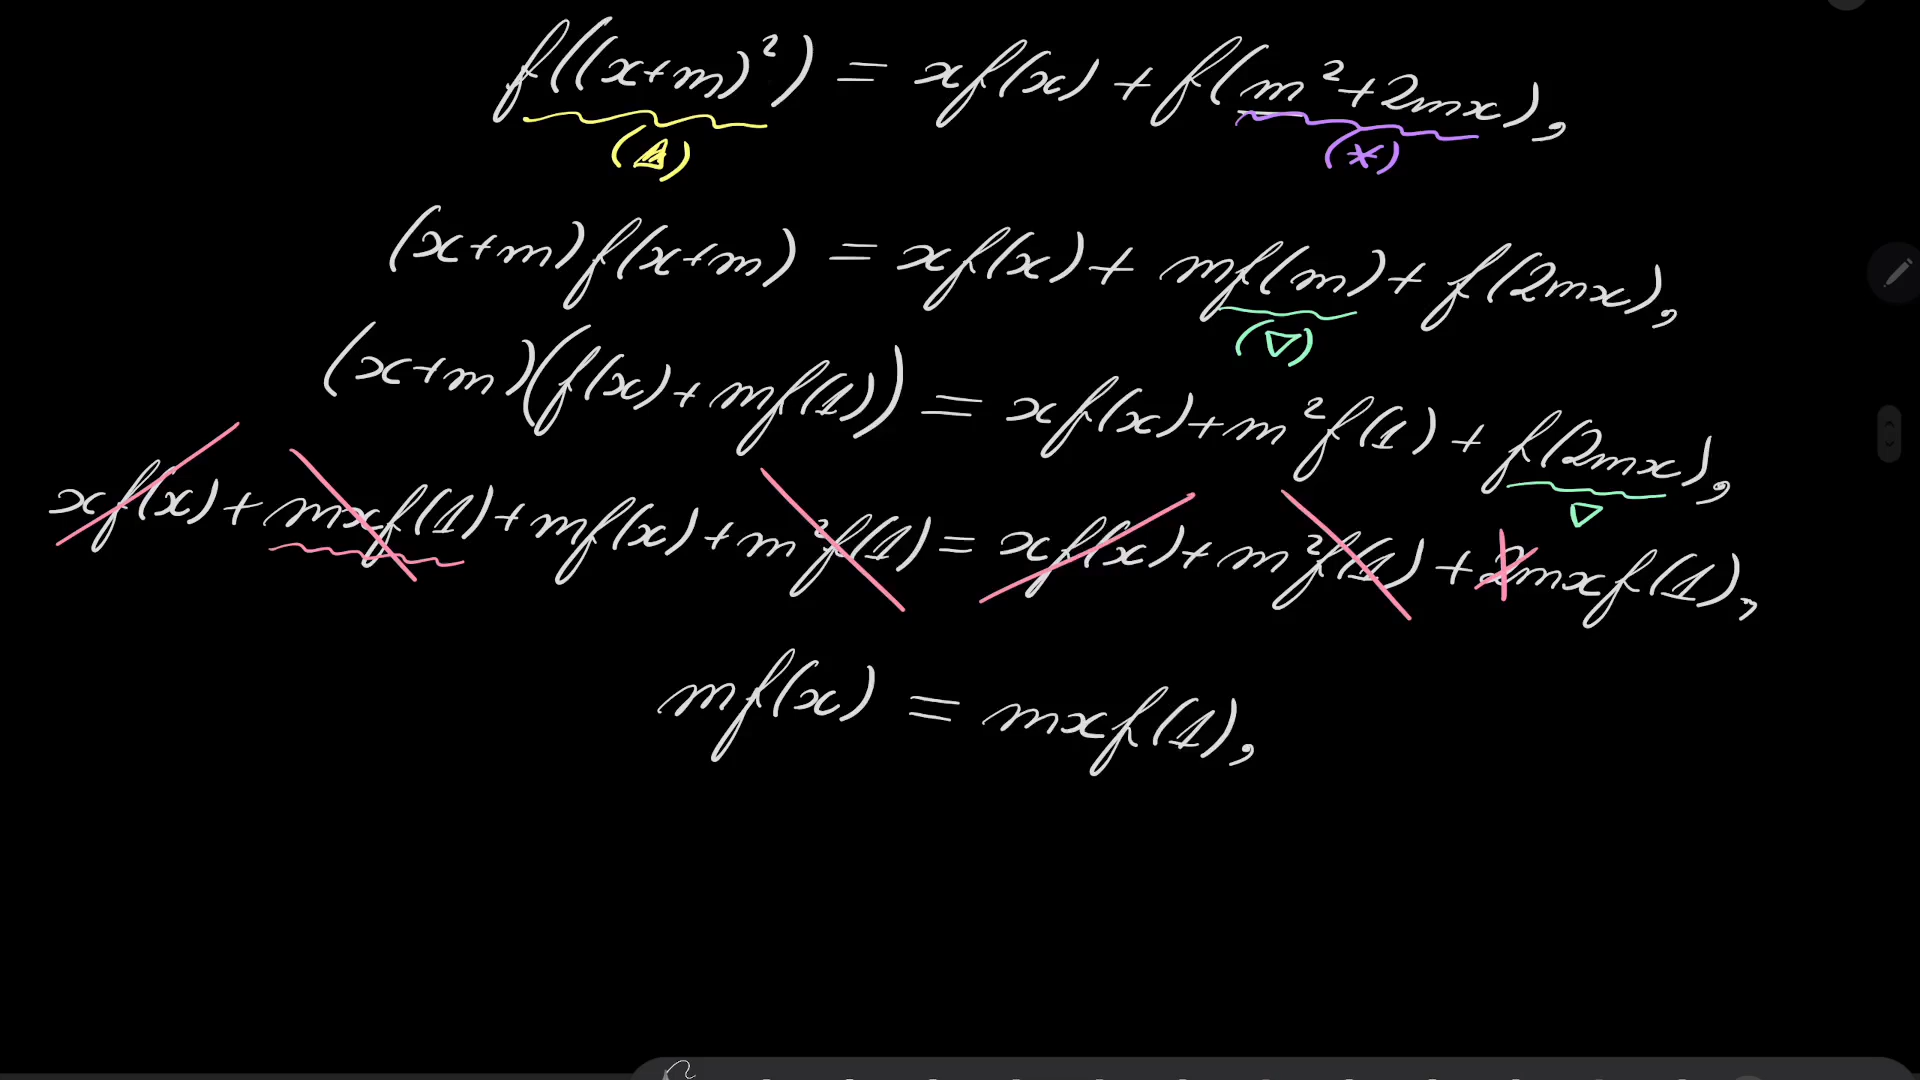 f((x+m)²) = xf(x) + f(m²+2mx),
(△) (*)
(x+m)f(x+m) = xf(x) + mf(m) + f(2mx),
(▽)
(x+m)(f(x)+mf(1)) = xf(x)+m²f(1) + f(2mx),
▽
xf(x)+mxf(1)+mf(x)+m²f(1) = xf(x)+m²f(1)+2mxf(1),
mf(x) = mxf(1),